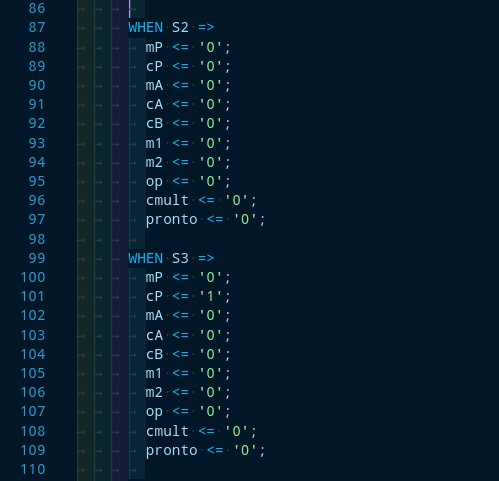 86
87 WHEN S2 =>
88 mP <= '0';
89 cP <= '0';
90 mA <= '0';
91 cA <= '0';
92 cB <= '0';
93 m1 <= '0';
94 m2 <= '0';
95 op <= '0';
96 cmult <= '0';
97 pronto <= '0';
98
99 WHEN S3 =>
100 mP <= '0';
101 cP <= '1';
102 mA <= '0';
103 cA <= '0';
104 cB <= '0';
105 m1 <= '0';
106 m2 <= '0';
107 op <= '0';
108 cmult <= '0';
109 pronto <= '0';
110